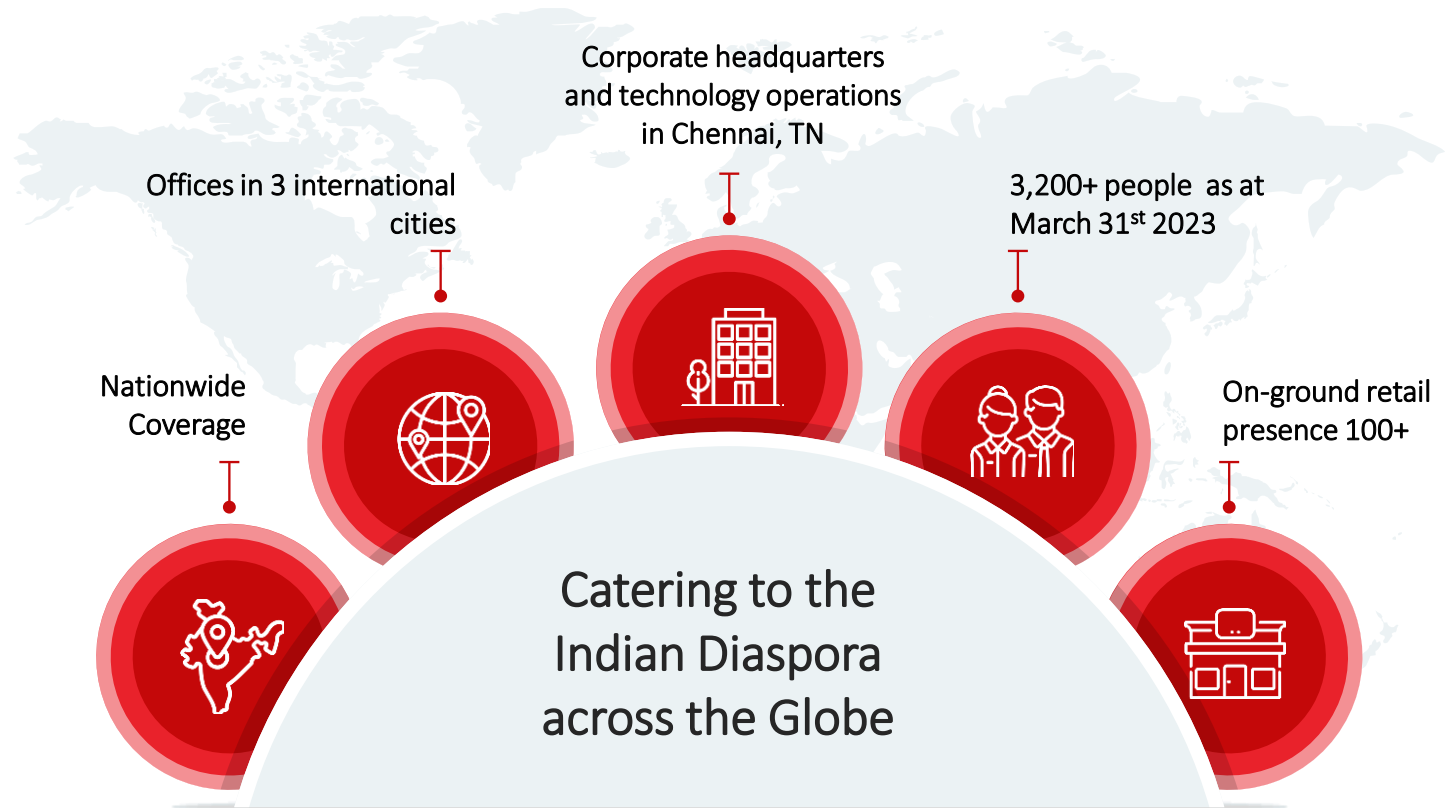 Corporate headquarters
and technology operations
in Chennai, TN
Offices in 3 international
cities
3,200+ people  as at
March 31st 2023
Nationwide
Coverage
On-ground retail
presence 100+
Catering to the
Indian Diaspora
across the Globe